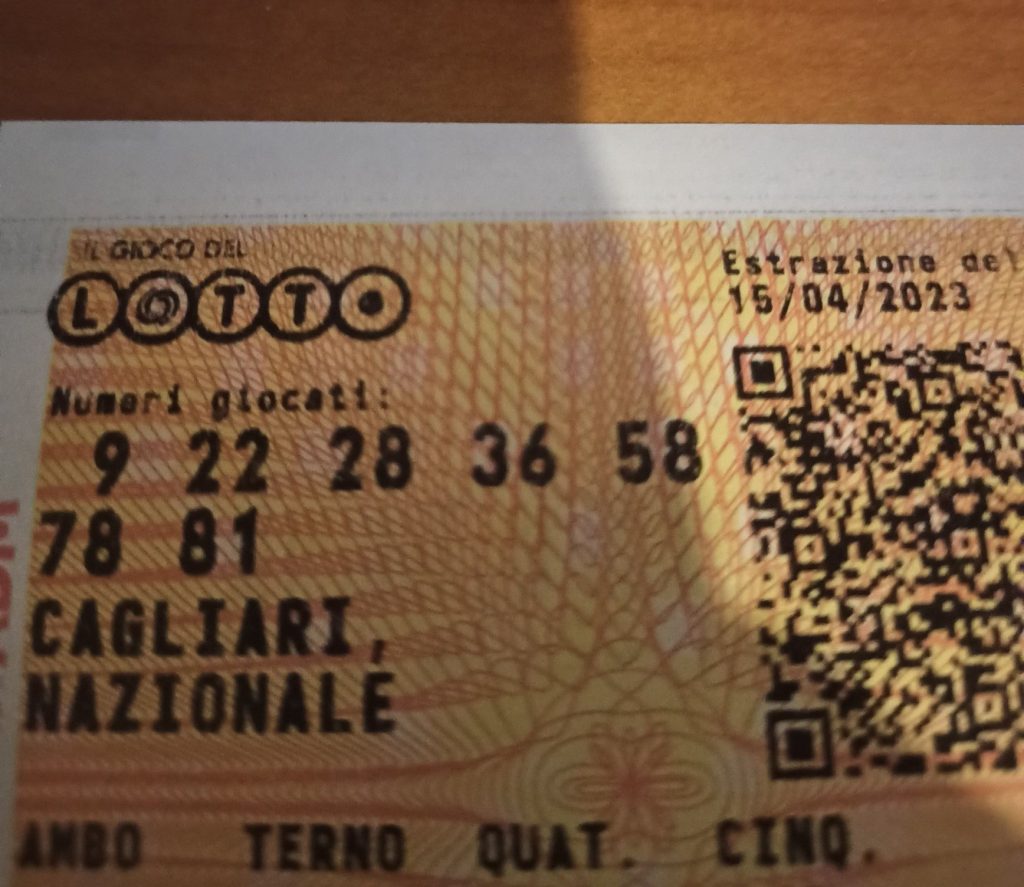 IL GIOCO DEL
LOTTO
Estrazione del
15/04/2023
Numeri giocati:
9 22 28 36 58
78 81
CAGLIARI,
NAZIONALE
AMBO TERNO QUAT. CINQ.